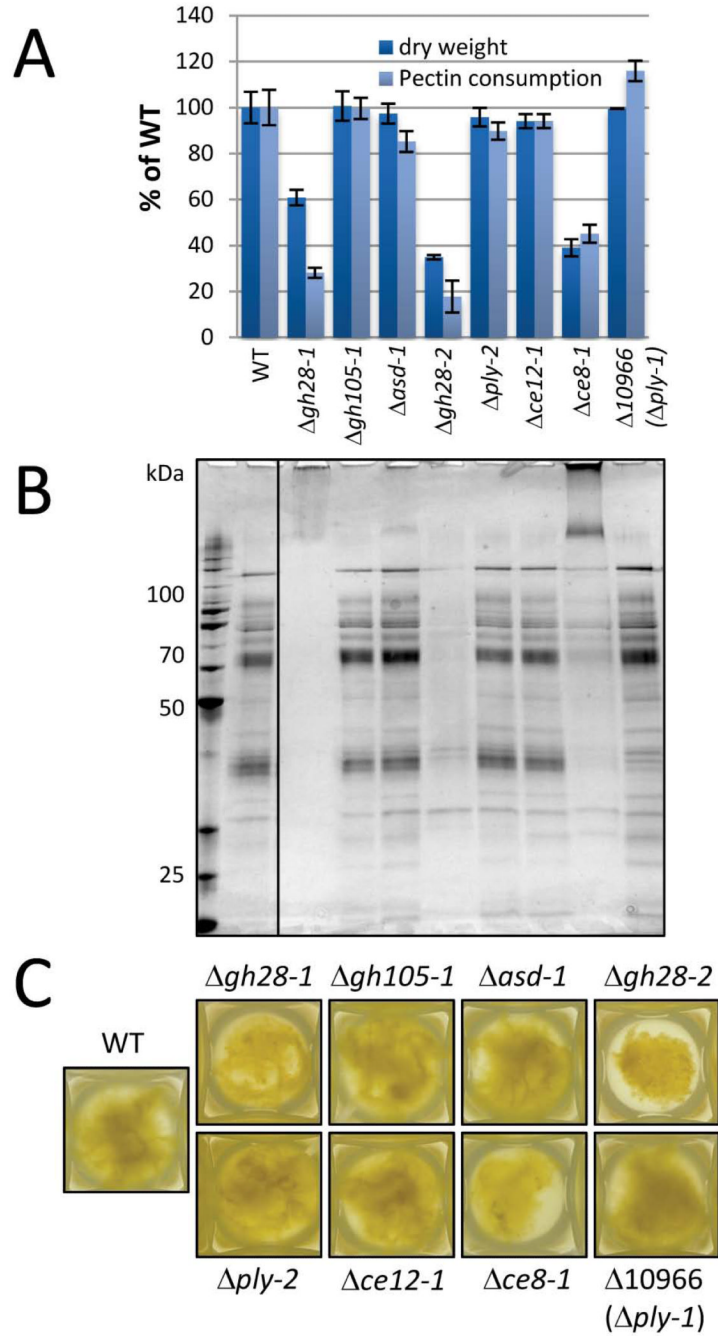 A
140
120
100
80
60
40
20
0
% of WT
dry weight
Pectin consumption
WT
Δgh28-1
Δgh105-1
Δasd-1
Δgh28-2
Δply-2
Δce12-1
Δce8-1
Δ10966
(Δply-1)
B
kDa
100
70
50
25
C
WT
Δgh28-1 Δgh105-1 Δasd-1 Δgh28-2
Δply-2 Δce12-1 Δce8-1 Δ10966
(Δply-1)